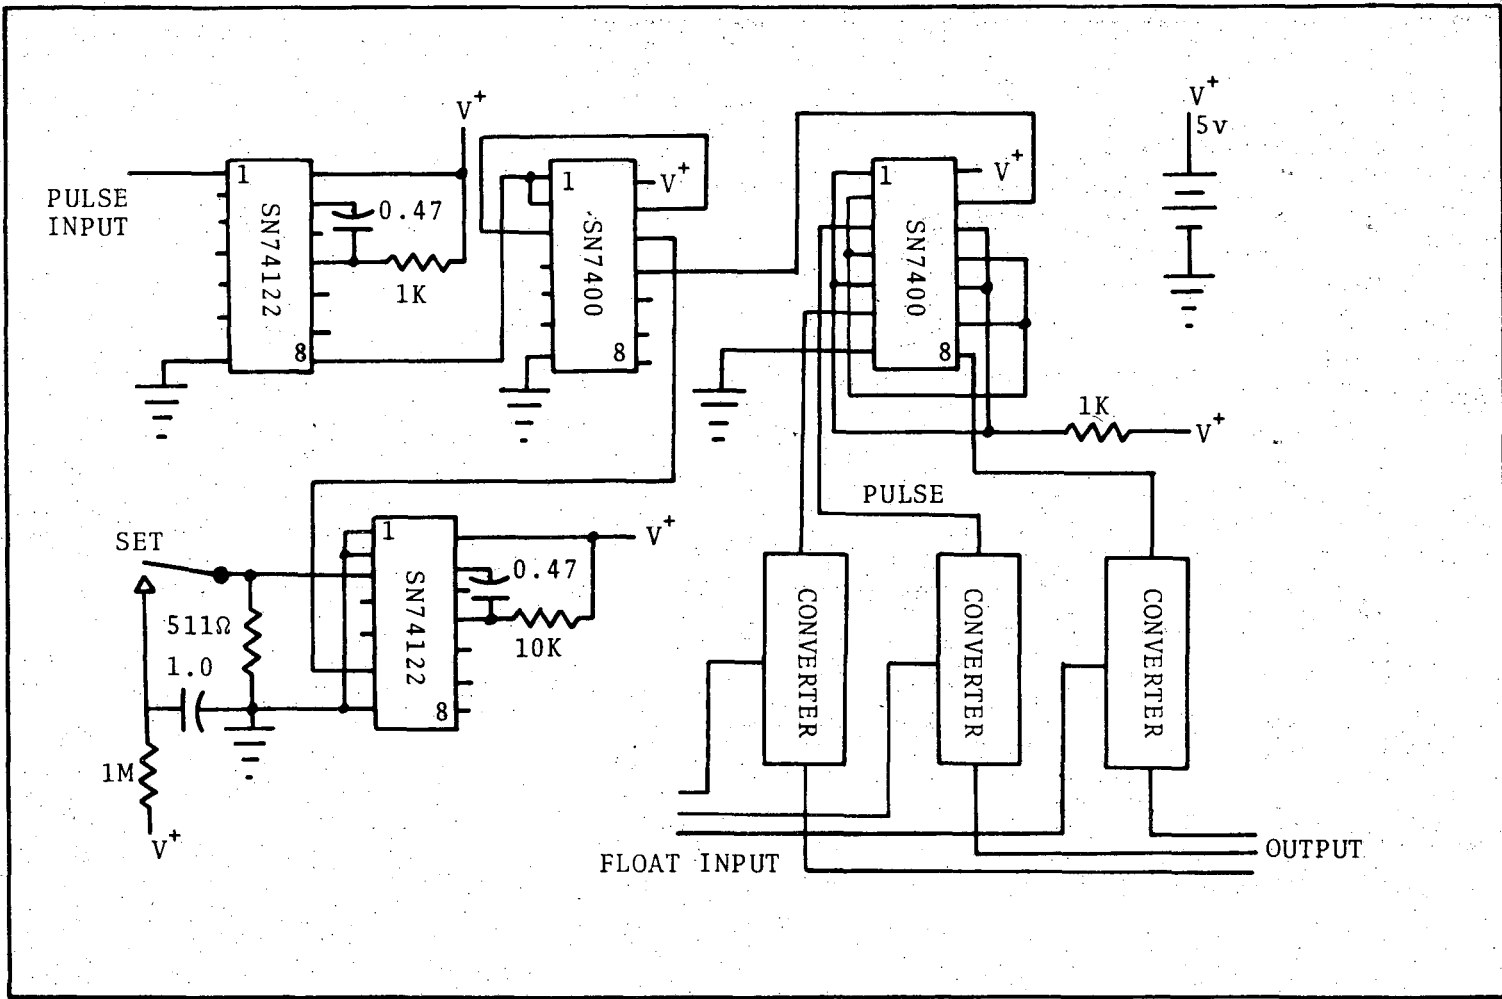 V+
V+
5v
PULSE
INPUT
1
SN74122
8
0.47
1K
1
SN7400
8
V+
1
SN7400
8
V+
1K
V+
PULSE
SET
511Ω
1.0
1M
V+
1
SN74122
8
V+
0.47
10K
CONVERTER
CONVERTER
CONVERTER
FLOAT INPUT
OUTPUT